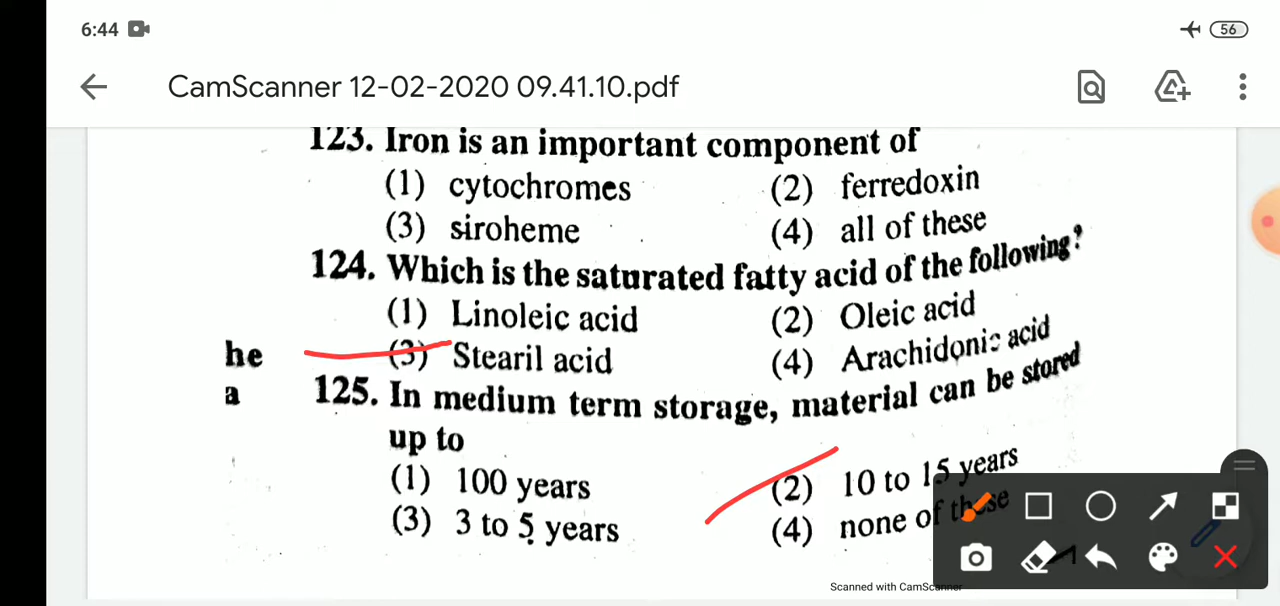 6:44
56
CamScanner 12-02-2020 09.41.10.pdf
123. Iron is an important component of
(1) cytochromes (2) ferredoxin
(3) siroheme (4) all of these
124. Which is the saturated fatty acid of the following?
(1) Linoleic acid (2) Oleic acid
he (3) Stearil acid (4) Arachidonic acid
a 125. In medium term storage, material can be stored
up to
(1) 100 years (2) 10 to 15 years
(3) 3 to 5 years (4) none of these
Scanned with CamScanner